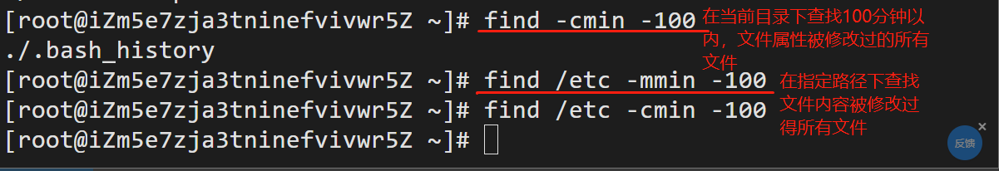 [root@iZm5e7zja3tninefvivwr5Z ~]# find -cmin -100
在当前目录下查找100分钟以
内，文件属性被修改过的所有
文件
./.bash_history
[root@iZm5e7zja3tninefvivwr5Z ~]# find /etc -mmin -100
在指定路径下查找
文件内容被修改过
得所有文件
[root@iZm5e7zja3tninefvivwr5Z ~]# find /etc -cmin -100
[root@iZm5e7zja3tninefvivwr5Z ~]#
反馈